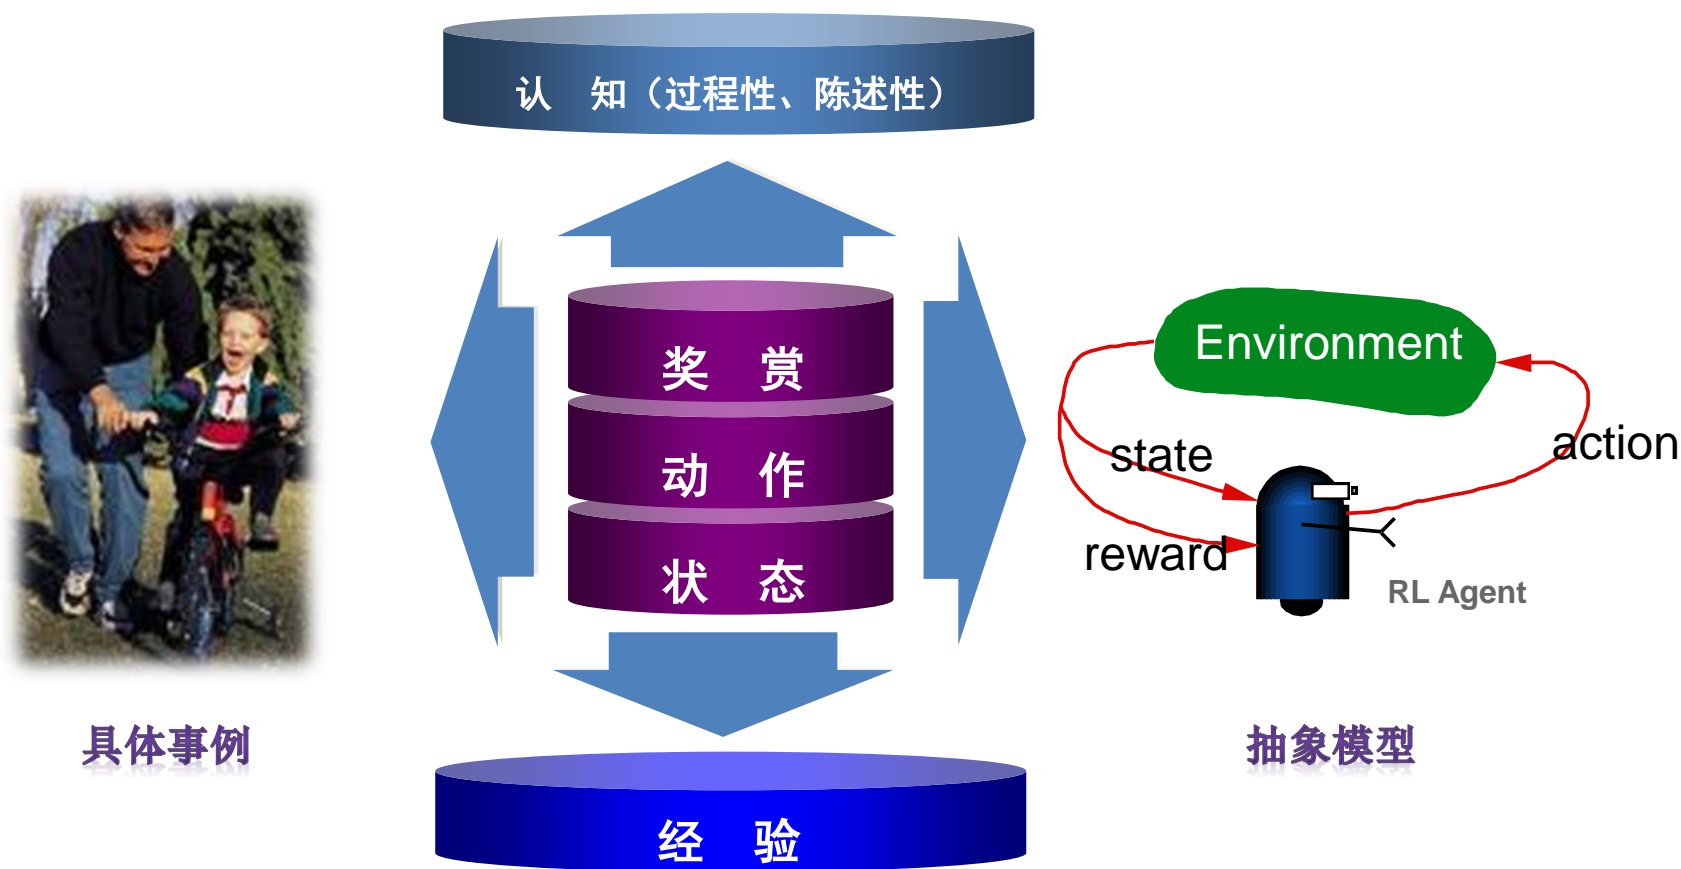 认 知（过程性、陈述性）
奖 赏
动 作
状 态
经 验
具体事例
Environment
state
action
reward
RL Agent
抽象模型